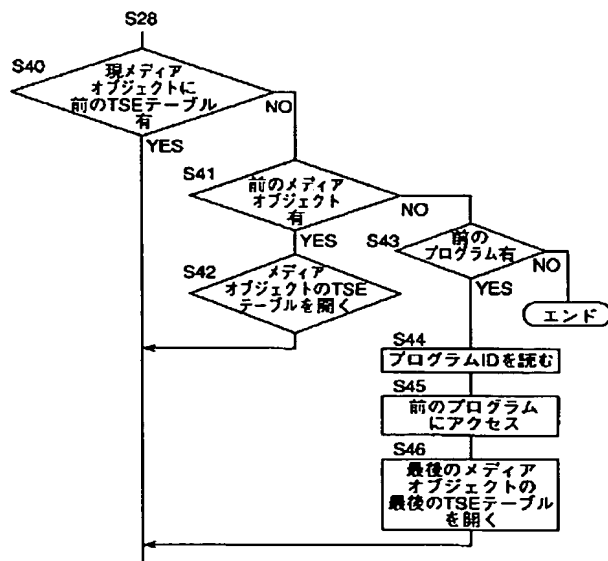 S28
S40
現メディア
オブジェクトに
前のTSEテーブル
有
NO
YES
S41
前のメディア
オブジェクト
有
NO
YES
S42
メディア
オブジェクトのTSE
テーブルを開く
S43
前の
プログラム有
NO
YES
エンド
S44
プログラムIDを読む
S45
前のプログラム
にアクセス
S46
最後のメディア
オブジェクトの
最後のTSEテーブル
を開く